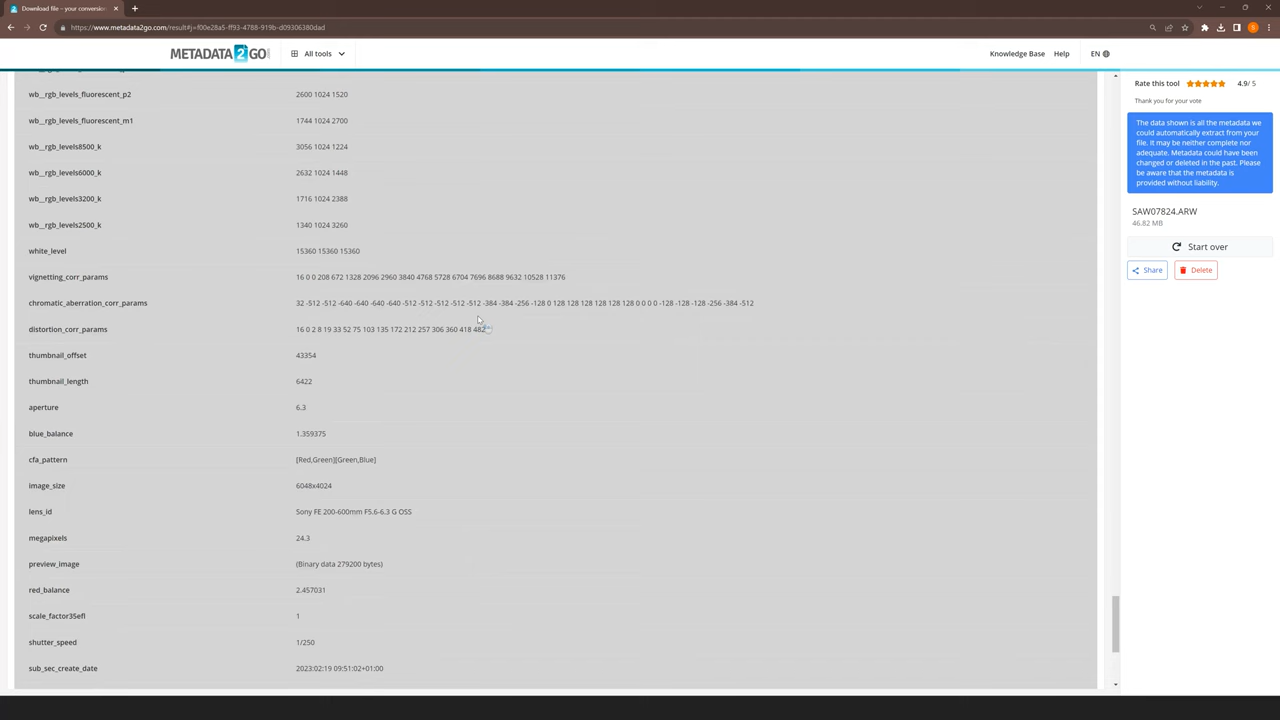 Download file – your conversion
https://www.metadata2go.com/result#j=f00e28a5-ff93-4788-919b-d09306380dad
METADATA2GO
All tools
Knowledge Base
Help
EN
wb__rgb_levels_fluorescent_p2 2600 1024 1520
wb__rgb_levels_fluorescent_m1 1744 1024 2700
wb__rgb_levels8500_k 3056 1024 1224
wb__rgb_levels6000_k 2632 1024 1448
wb__rgb_levels3200_k 1716 1024 2388
wb__rgb_levels2500_k 1340 1024 3260
white_level 15360 15360 15360
vignetting_corr_params 16 0 0 208 672 1328 2096 2960 3840 4768 5728 6704 7696 8688 9632 10528 11376
chromatic_aberration_corr_params 32 -512 -512 -640 -640 -640 -640 -512 -512 -512 -512 -512 -384 -384 -256 -128 0 128 128 128 128 128 128 0 0 0 0 -128 -128 -128 -256 -384 -512
distortion_corr_params 16 0 2 8 19 33 52 75 103 135 172 212 257 306 360 418 482
thumbnail_offset 43354
thumbnail_length 6422
aperture 6.3
blue_balance 1.359375
cfa_pattern [Red,Green][Green,Blue]
image_size 6048x4024
lens_id Sony FE 200-600mm F5.6-6.3 G OSS
megapixels 24.3
preview_image (Binary data 279200 bytes)
red_balance 2.457031
scale_factor35efl 1
shutter_speed 1/250
sub_sec_create_date 2023:02:19 09:51:02+01:00
Rate this tool 4.9/ 5
Thank you for your vote
The data shown is all the metadata we
could automatically extract from your
file. It may be neither complete nor
adequate. Metadata could have been
changed or deleted in the past. Please
be aware that the metadata is
provided without liability.
SAW07824.ARW
46.82 MB
Start over
Share
Delete